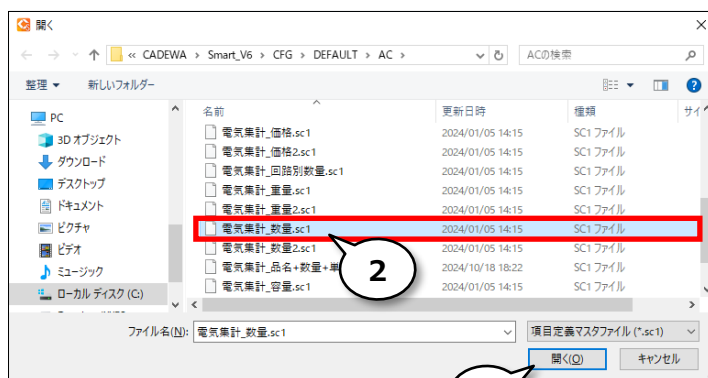 開く
« CADEWA > Smart_V6 > CFG > DEFAULT > AC >
ACの検索
整理 新しいフォルダー
名前 更新日時 種類 サイ
PC
3D オブジェクト
ダウンロード
デスクトップ
ドキュメント
ピクチャ
ビデオ
ミュージック
ローカル ディスク (C:)
電気集計_価格.sc1 2024/01/05 14:15 SC1 ファイル
電気集計_価格2.sc1 2024/01/05 14:15 SC1 ファイル
電気集計_回路別数量.sc1 2024/01/05 14:15 SC1 ファイル
電気集計_重量.sc1 2024/01/05 14:15 SC1 ファイル
電気集計_重量2.sc1 2024/01/05 14:15 SC1 ファイル
電気集計_数量.sc1 2024/01/05 14:15 SC1 ファイル
電気集計_数量2.sc1 2024/01/05 14:15 SC1 ファイル
電気集計_品名+数量+単 2024/10/18 18:22 SC1 ファイル
電気集計_容量.sc1 2024/01/05 14:15 SC1 ファイル
2
ファイル名(N): 電気集計_数量.sc1 項目定義マスタファイル (*.sc1)
開く(O) キャンセル